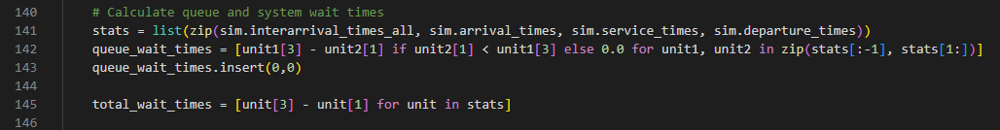 140 # Calculate queue and system wait times
141 stats = list(zip(sim.interarrival_times_all, sim.arrival_times, sim.service_times, sim.departure_times))
142 queue_wait_times = [unit1[3] - unit2[1] if unit2[1] < unit1[3] else 0.0 for unit1, unit2 in zip(stats[:-1], stats[1:])]
143 queue_wait_times.insert(0,0)
144
145 total_wait_times = [unit[3] - unit[1] for unit in stats]
146